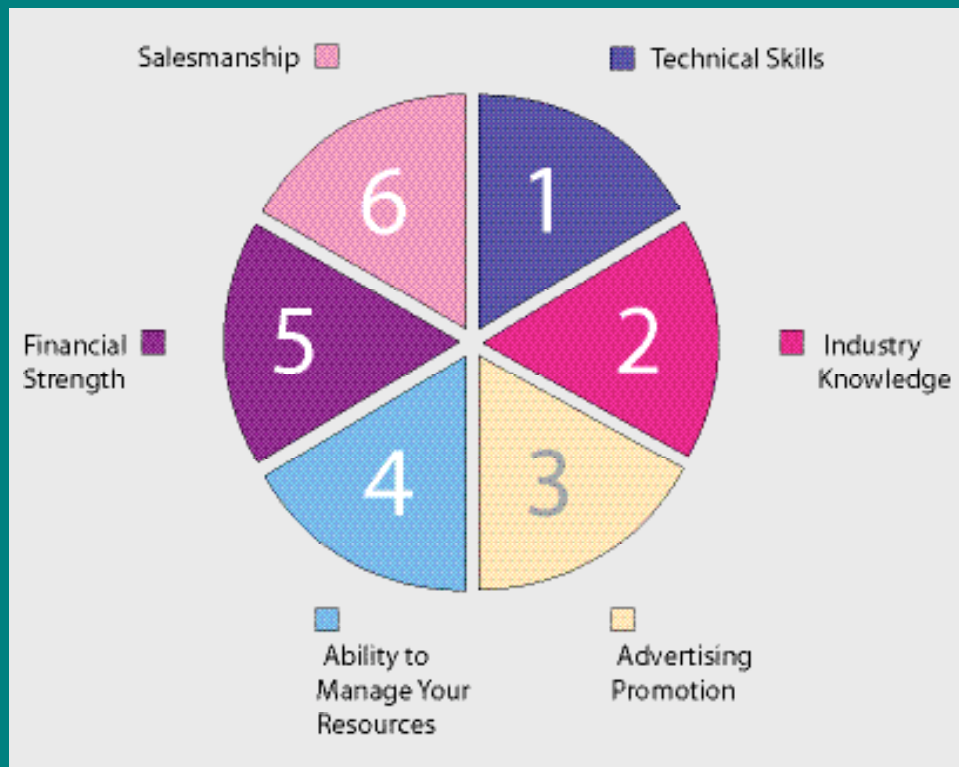 Salesmanship
Technical Skills
6
1
5
2
Financial
Strength
Industry
Knowledge
4
3
Ability to
Manage Your
Resources
Advertising
Promotion